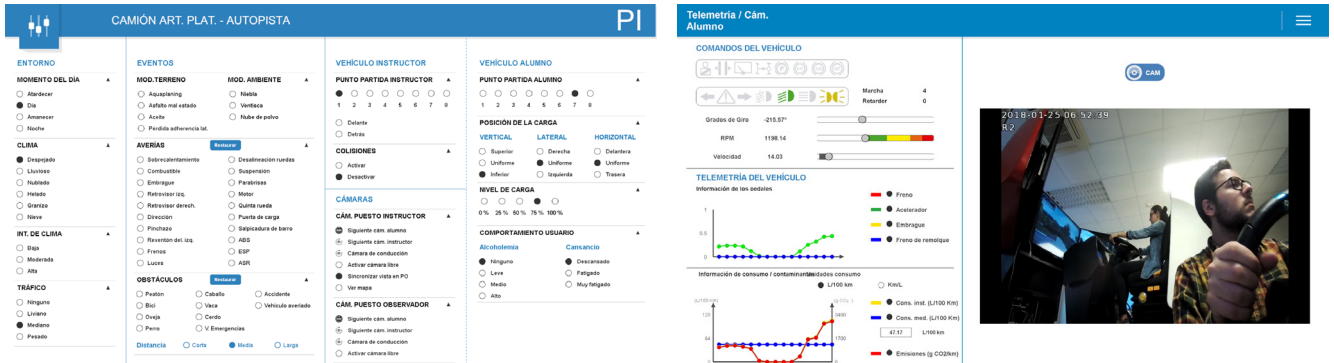 CAMIÓN ART. PLAT. - AUTOPISTA
PI
ENTORNO
MOMENTO DEL DÍA
Atardecer
Día
Amanecer
Noche
CLIMA
Despejado
Lluvioso
Nublado
Helado
Granizo
Nieve
INT. DE CLIMA
Baja
Moderada
Alta
TRÁFICO
Ninguno
Liviano
Mediano
Pesado
EVENTOS
MOD.TERRENO
Aquaplaning
Asfalto mal estado
Aceite
Perdida adherencia lat.
MOD. AMBIENTE
Niebla
Ventisca
Nube de polvo
AVERÍAS
Restaurar
Sobrecalentamiento
Combustible
Embrague
Retrovisor izq.
Retrovisor derech.
Dirección
Pinchazo
Reventón del. izq.
Frenos
Luces
Desalineación ruedas
Suspensión
Parabrisas
Motor
Quinta rueda
Puerta de carga
Salpicadura de barro
ABS
ESP
ASR
OBSTÁCULOS
Restaurar
Peatón
Bici
Oveja
Perro
Caballo
Vaca
Cerdo
V. Emergencias
Accidente
Vehículo averiado
Distancia Corta Media Larga
VEHÍCULO INSTRUCTOR
PUNTO PARTIDA INSTRUCTOR
1 2 3 4 5 6 7 8
Delante
Detrás
COLISIONES
Activar
Desactivar
CÁMARAS
CÁM. PUESTO INSTRUCTOR
Siguiente cám. alumno
Siguiente cám. instructor
Cámara de conducción
Activar cámara libre
Sincronizar vista en PO
Ver mapa
CÁM. PUESTO OBSERVADOR
Siguiente cám. alumno
Siguiente cám. instructor
Cámara de conducción
Activar cámara libre
VEHÍCULO ALUMNO
PUNTO PARTIDA ALUMNO
1 2 3 4 5 6 7 8
POSICIÓN DE LA CARGA
VERTICAL LATERAL HORIZONTAL
Superior Derecha Delantera
Uniforme Uniforme Uniforme
Inferior Izquierda Trasera
NIVEL DE CARGA
0 % 25 % 50 % 75 % 100 %
COMPORTAMIENTO USUARIO
Alcoholemia Cansancio
Ninguno Descansado
Leve Fatigado
Medio Muy fatigado
Alto
Telemetría / Cám.
Alumno
COMANDOS DEL VEHÍCULO
Marcha 4
Retarder 0
Grados de Giro -215.57º
RPM 1198.14
Velocidad 14.03
TELEMETRÍA DEL VEHÍCULO
Información de los pedales
1
0.5
0
Freno
Acelerador
Embrague
Freno de remolque
Información de consumo / contaminantes
Unidades consumo
L/100 km Km/L
128
64
0
3400
1700
0
Cons. inst. (L/100 Km)
Cons. med. (L/100 Km)
47.17 L/100 km
Emisiones (g CO2/km)
CAM
2018-01-25 06 52 39
R2